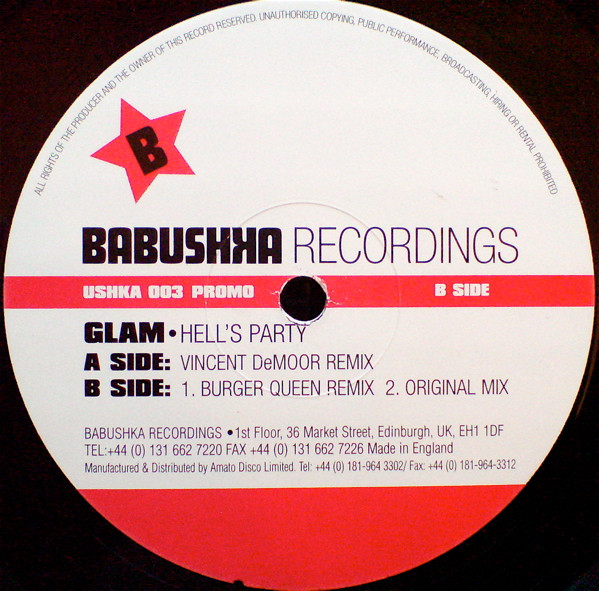 ALL RIGHTS OF THE PRODUCER AND THE OWNER OF THIS RECORD RESERVED. UNAUTHORISED COPYING, PUBLIC PERFORMANCE, BROADCASTING, HIRING OR RENTAL PROHIBITED
B
BABUSHKA RECORDINGS
USHKA 003 PROMO B SIDE
GLAM • HELL'S PARTY
A SIDE: VINCENT DeMOOR REMIX
B SIDE: 1. BURGER QUEEN REMIX 2. ORIGINAL MIX
BABUSHKA RECORDINGS • 1st Floor, 36 Market Street, Edinburgh, UK, EH1 1DF
TEL:+44 (0) 131 662 7220 FAX +44 (0) 131 662 7226 Made in England
Manufactured & Distributed by Amato Disco Limited. Tel: +44 (0) 181-964 3302/ Fax: +44 (0) 181-964-3312